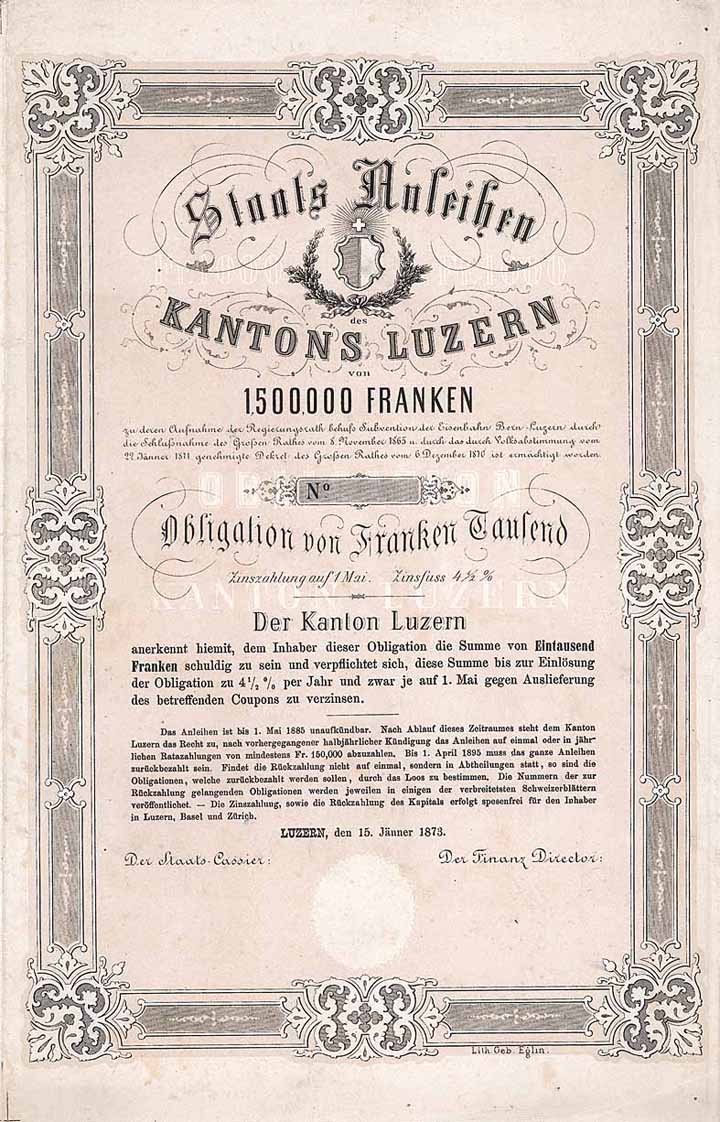 Staats Anleihen
des
KANTONS LUZERN
von
1,500,000 FRANKEN
zu deren Aufnahme der Regierungsrath behufs Subvention der Eisenbahn Bern-Luzern durch
die Schlußnahme des Großen Rathes vom 8. November 1865 u. durch das durch Volksabstimmung vom
22. Jänner 1871 genehmigte Dekret des Großen Rathes vom 6. Dezember 1870 ist ermächtigt worden.
OBLIGATION
No
Obligation von Franken Tausend
Zinszahlung auf 1 Mai. Zinsfuss 4 1/2 %
KANTON LUZERN
Der Kanton Luzern
anerkennt hiemit, dem Inhaber dieser Obligation die Summe von Eintausend
Franken schuldig zu sein und verpflichtet sich, diese Summe bis zur Einlösung
der Obligation zu 4 1/2 % per Jahr und zwar je auf 1. Mai gegen Auslieferung
des betreffenden Coupons zu verzinsen.
Das Anleihen ist bis 1. Mai 1885 unaufkündbar. Nach Ablauf dieses Zeitraumes steht dem Kanton
Luzern das Recht zu, nach vorhergegangener halbjährlicher Kündigung das Anleihen auf einmal oder in jähr-
lichen Ratazahlungen von mindestens Fr. 150,000 abzuzahlen. Bis 1. April 1895 muss das ganze Anleihen
zurückbezahlt sein. Findet die Rückzahlung nicht auf einmal, sondern in Abtheilungen statt, so sind die
Obligationen, welche zurückbezahlt werden sollen, durch das Loos zu bestimmen. Die Nummern der zur
Rückzahlung gelangenden Obligationen werden jeweilen in einigen der verbreitetsten Schweizerblättern
veröffentlichet. — Die Zinszahlung, sowie die Rückzahlung des Kapitals erfolgt spesenfrei für den Inhaber
in Luzern, Basel und Zürich.
LUZERN, den 15. Jänner 1873.
Der Staats-Cassier:
Der Finanz Director:
Lith. Geb. Eglin.